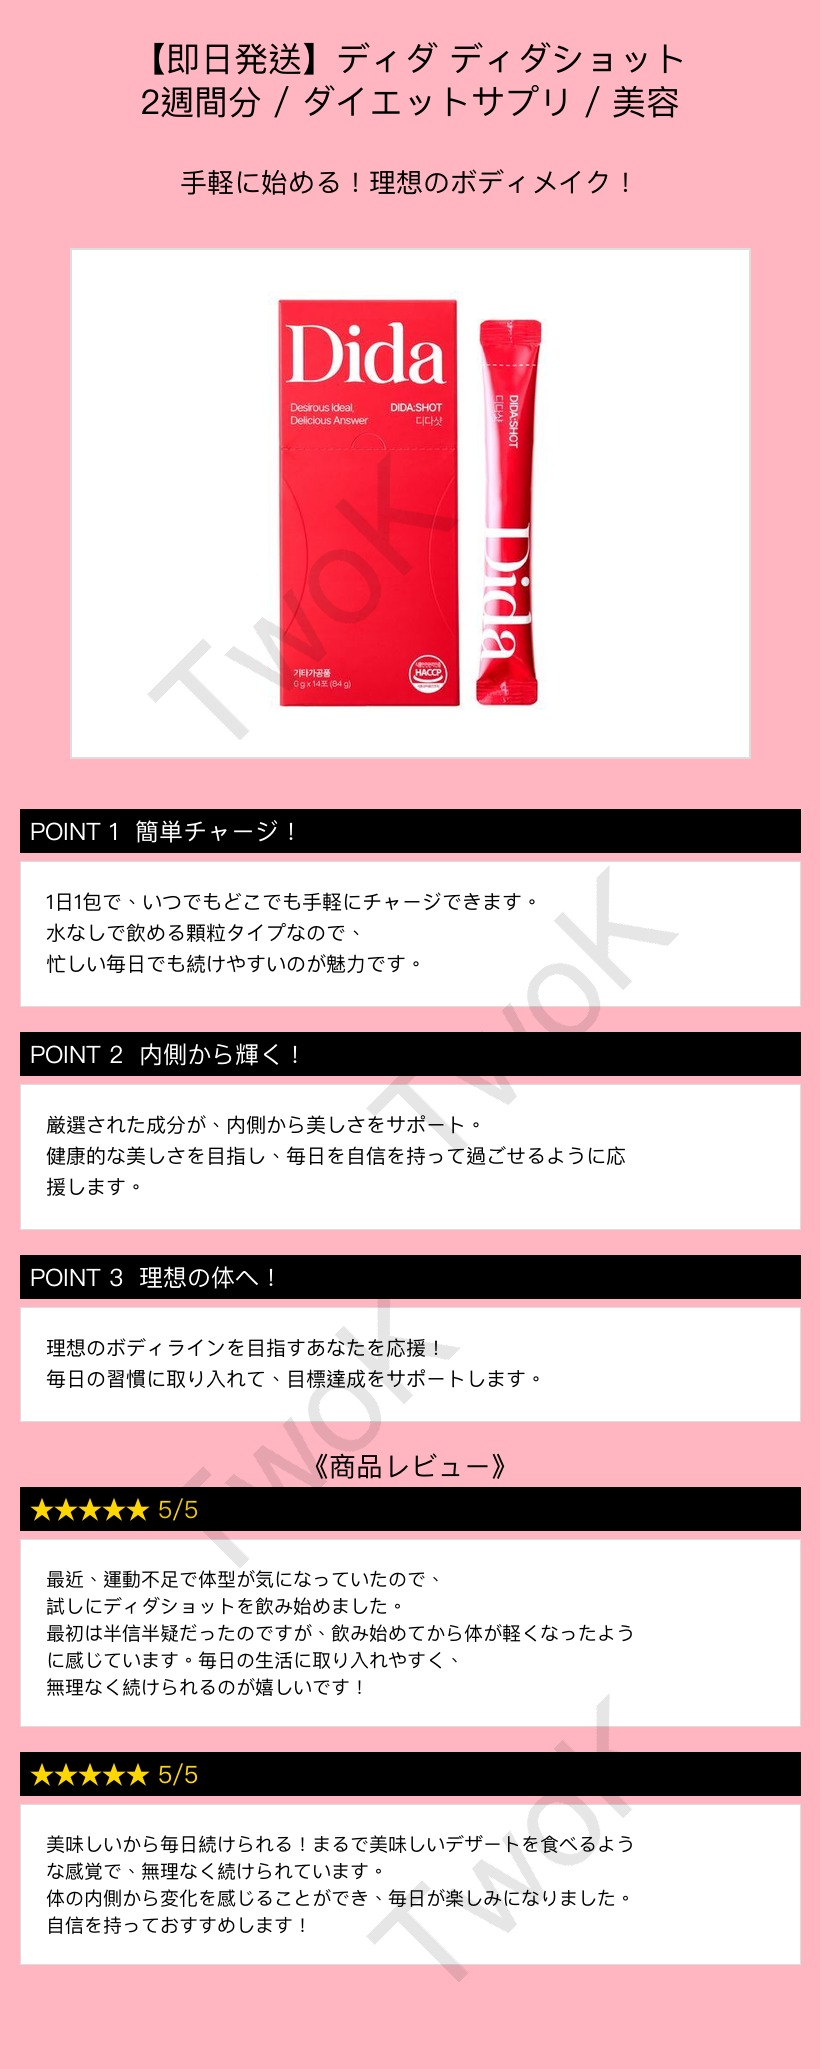 【即日発送】ディダ ディダショット
2週間分 / ダイエットサプリ / 美容
手軽に始める！理想のボディメイク！
Dida
Desirous Ideal,
Delicious Answer
DIDA:SHOT
디다샷
기타가공품
0 g x 14포 (84 g)
HACCP
DIDA:SHOT
디다샷
Dida
TwoK
POINT 1 簡単チャージ！
1日1包で、いつでもどこでも手軽にチャージできます。
水なしで飲める顆粒タイプなので、
忙しい毎日でも続けやすいのが魅力です。
TwoK
POINT 2 内側から輝く！
厳選された成分が、内側から美しさをサポート。
健康的な美しさを目指し、毎日を自信を持って過ごせるように応
援します。
POINT 3 理想の体へ！
理想のボディラインを目指すあなたを応援！
毎日の習慣に取り入れて、目標達成をサポートします。
TwoK
《商品レビュー》
★★★★★ 5/5
最近、運動不足で体型が気になっていたので、
試しにディダショットを飲み始めました。
最初は半信半疑だったのですが、飲み始めてから体が軽くなったよう
に感じています。毎日の生活に取り入れやすく、
無理なく続けられるのが嬉しいです！
★★★★★ 5/5
美味しいから毎日続けられる！まるで美味しいデザートを食べるよう
な感覚で、無理なく続けられています。
体の内側から変化を感じることができ、毎日が楽しみになりました。
自信を持っておすすめします！
TwoK